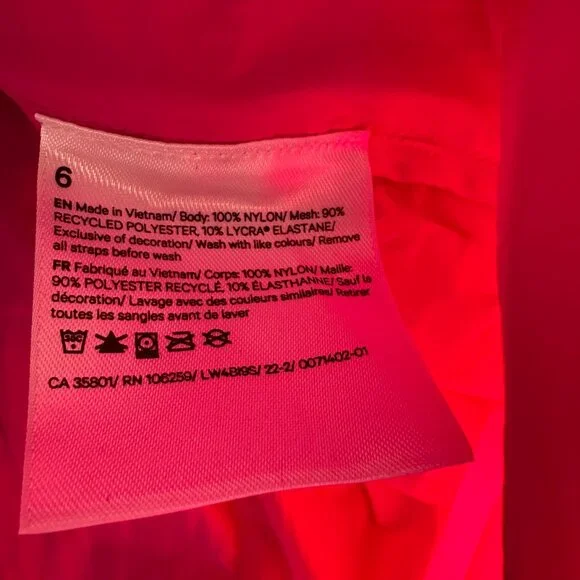 6
EN Made in Vietnam/ Body: 100% NYLON/ Mesh: 90%
RECYCLED POLYESTER, 10% LYCRA® ELASTANE/
Exclusive of decoration/ Wash with like colours/ Remove
all straps before wash
FR Fabriqué au Vietnam/ Corps: 100% NYLON/ Maille:
90% POLYESTER RECYCLÉ, 10% ÉLASTHANNE/ Sauf la
décoration/ Lavage avec des couleurs similaires/ Retirer
toutes les sangles avant de laver
CA 35801/ RN 106259/ LW4BI9S/ 22-2/ 0071402-01